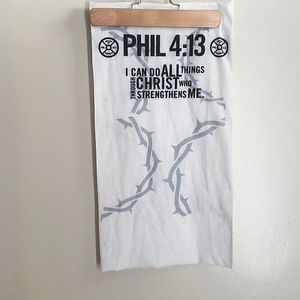 PHIL 4:13
I CAN DO ALL THINGS
THROUGH CHRIST WHO
STRENGTHENS ME.